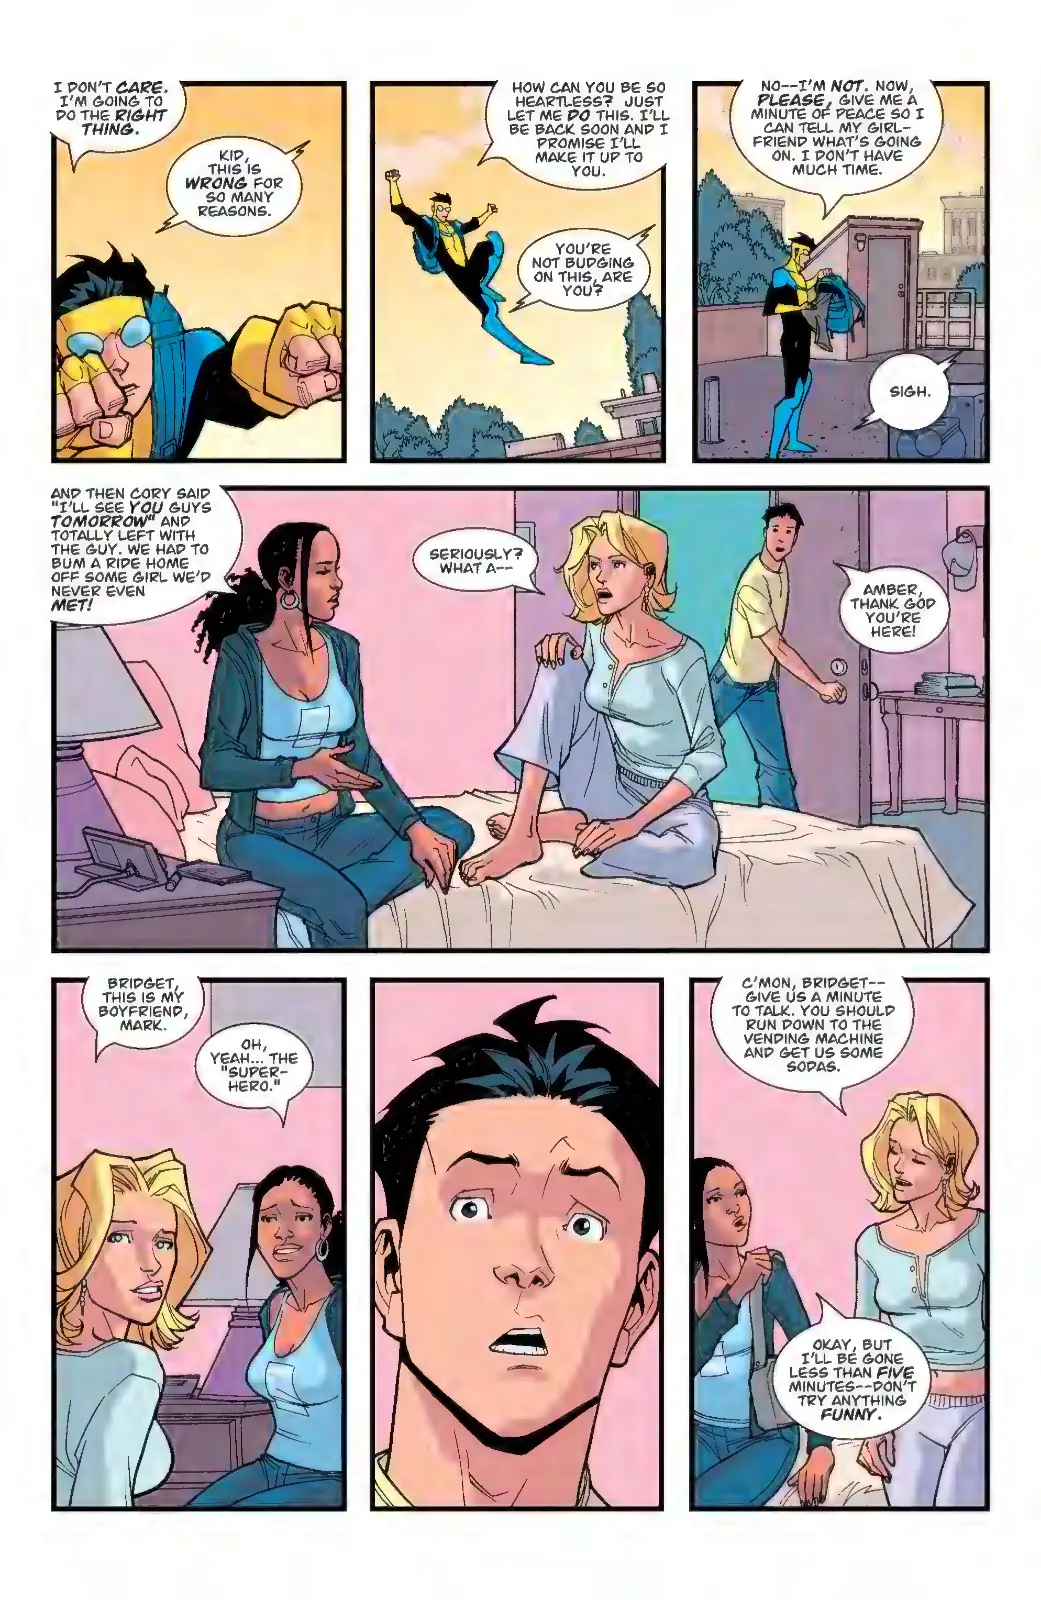 I DON'T CARE.
I'M GOING TO
DO THE RIGHT
THING.
KID,
THIS IS
WRONG FOR
SO MANY
REASONS.
HOW CAN YOU BE SO
HEARTLESS? JUST
LET ME DO THIS. I'LL
BE BACK SOON AND I
PROMISE I'LL
MAKE IT UP TO
YOU.
YOU'RE
NOT BUDGING
ON THIS, ARE
YOU?
NO--I'M NOT. NOW,
PLEASE, GIVE ME A
MINUTE OF PEACE SO I
CAN TELL MY GIRL-
FRIEND WHAT'S GOING
ON. I DON'T HAVE
MUCH TIME.
SIGH.
AND THEN CORY SAID
"I'LL SEE YOU GUYS
TOMORROW" AND
TOTALLY LEFT WITH
THE GUY. WE HAD TO
BUM A RIDE HOME
OFF SOME GIRL WE'D
NEVER EVEN
MET!
SERIOUSLY?
WHAT A--
AMBER,
THANK GOD
YOU'RE
HERE!
BRIDGET,
THIS IS MY
BOYFRIEND,
MARK.
OH,
YEAH... THE
"SUPER-
HERO."
C'MON, BRIDGET--
GIVE US A MINUTE
TO TALK. YOU SHOULD
RUN DOWN TO THE
VENDING MACHINE
AND GET US SOME
SODAS.
OKAY, BUT
I'LL BE GONE
LESS THAN FIVE
MINUTES--DON'T
TRY ANYTHING
FUNNY.